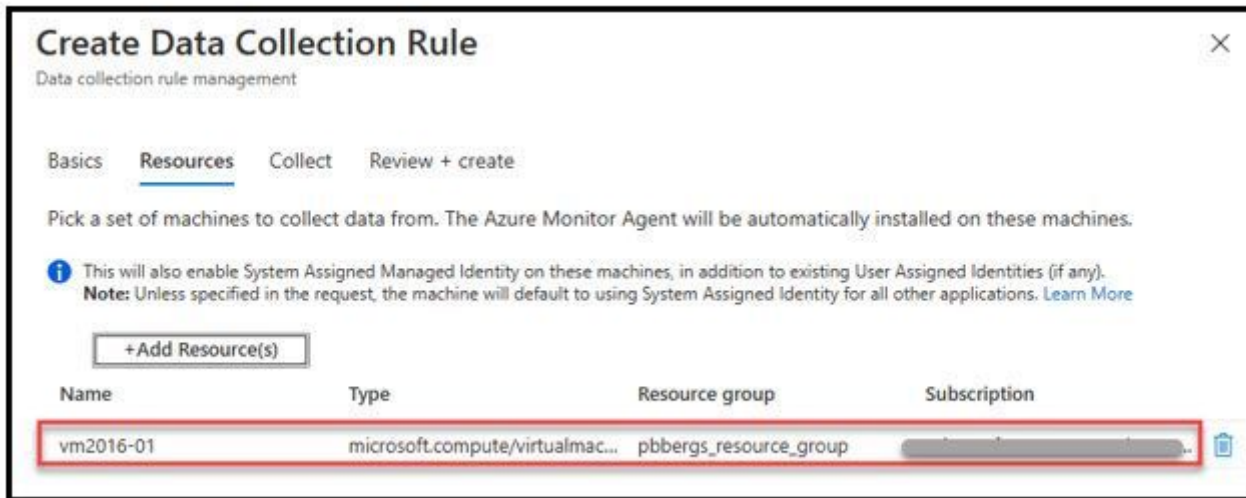 Create Data Collection Rule
Data collection rule management
Basics Resources Collect Review + create
Pick a set of machines to collect data from. The Azure Monitor Agent will be automatically installed on these machines.
This will also enable System Assigned Managed Identity on these machines, in addition to existing User Assigned Identities (if any).
Note: Unless specified in the request, the machine will default to using System Assigned Identity for all other applications. Learn More
+Add Resource(s)
Name Type Resource group Subscription
vm2016-01 microsoft.compute/virtualmac... pbbergs_resource_group